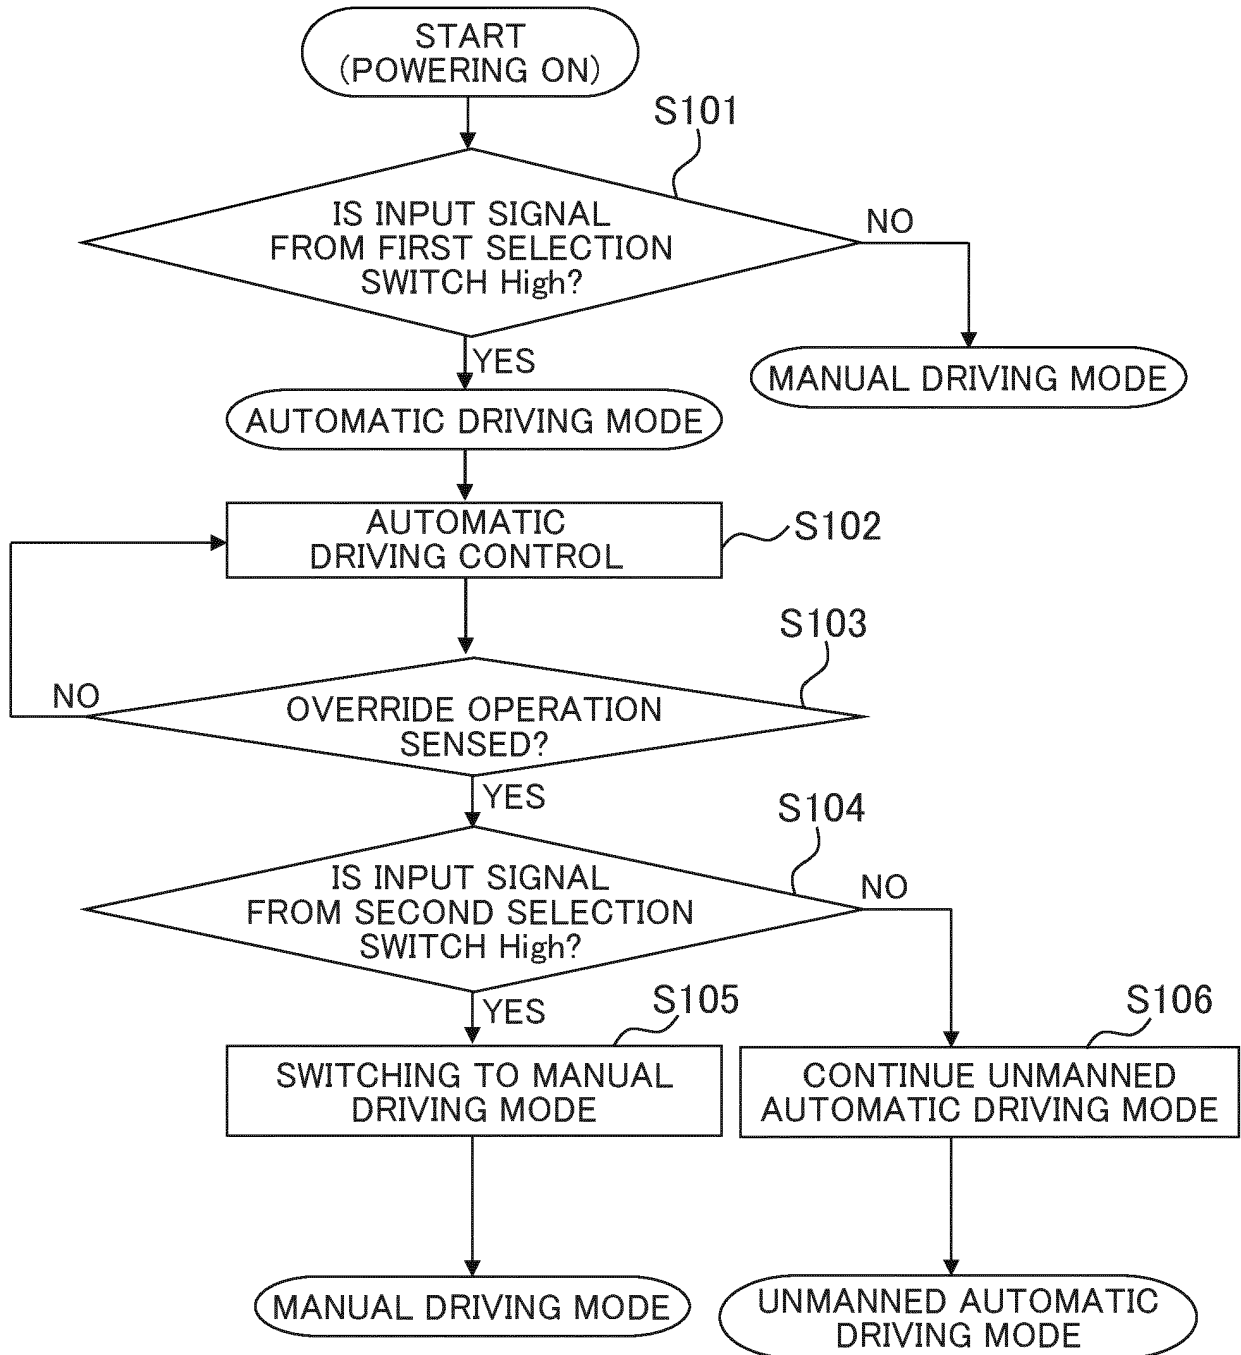 START
(POWERING ON)
S101
IS INPUT SIGNAL
FROM FIRST SELECTION
SWITCH High?
NO
YES
MANUAL DRIVING MODE
AUTOMATIC DRIVING MODE
AUTOMATIC
DRIVING CONTROL
S102
S103
NO
OVERRIDE OPERATION
SENSED?
YES
S104
IS INPUT SIGNAL
FROM SECOND SELECTION
SWITCH High?
NO
YES
S105
S106
SWITCHING TO MANUAL
DRIVING MODE
CONTINUE UNMANNED
AUTOMATIC DRIVING MODE
MANUAL DRIVING MODE
UNMANNED AUTOMATIC
DRIVING MODE